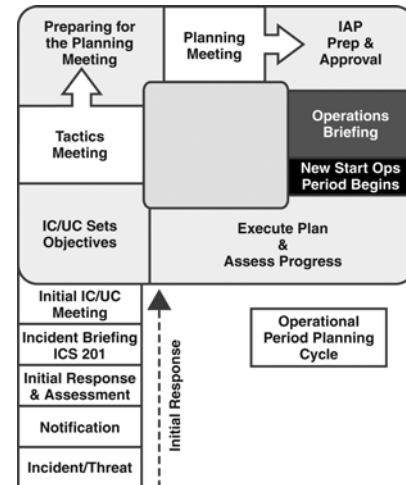 Preparing for
the Planning
Meeting
Planning
Meeting
IAP
Prep &
Approval
Tactics
Meeting
Operations
Briefing
New Start Ops
Period Begins
IC/UC Sets
Objectives
Execute Plan
&
Assess Progress
Initial IC/UC
Meeting
Incident Briefing
ICS 201
Initial Response
& Assessment
Notification
Incident/Threat
Initial Response
Operational
Period Planning
Cycle